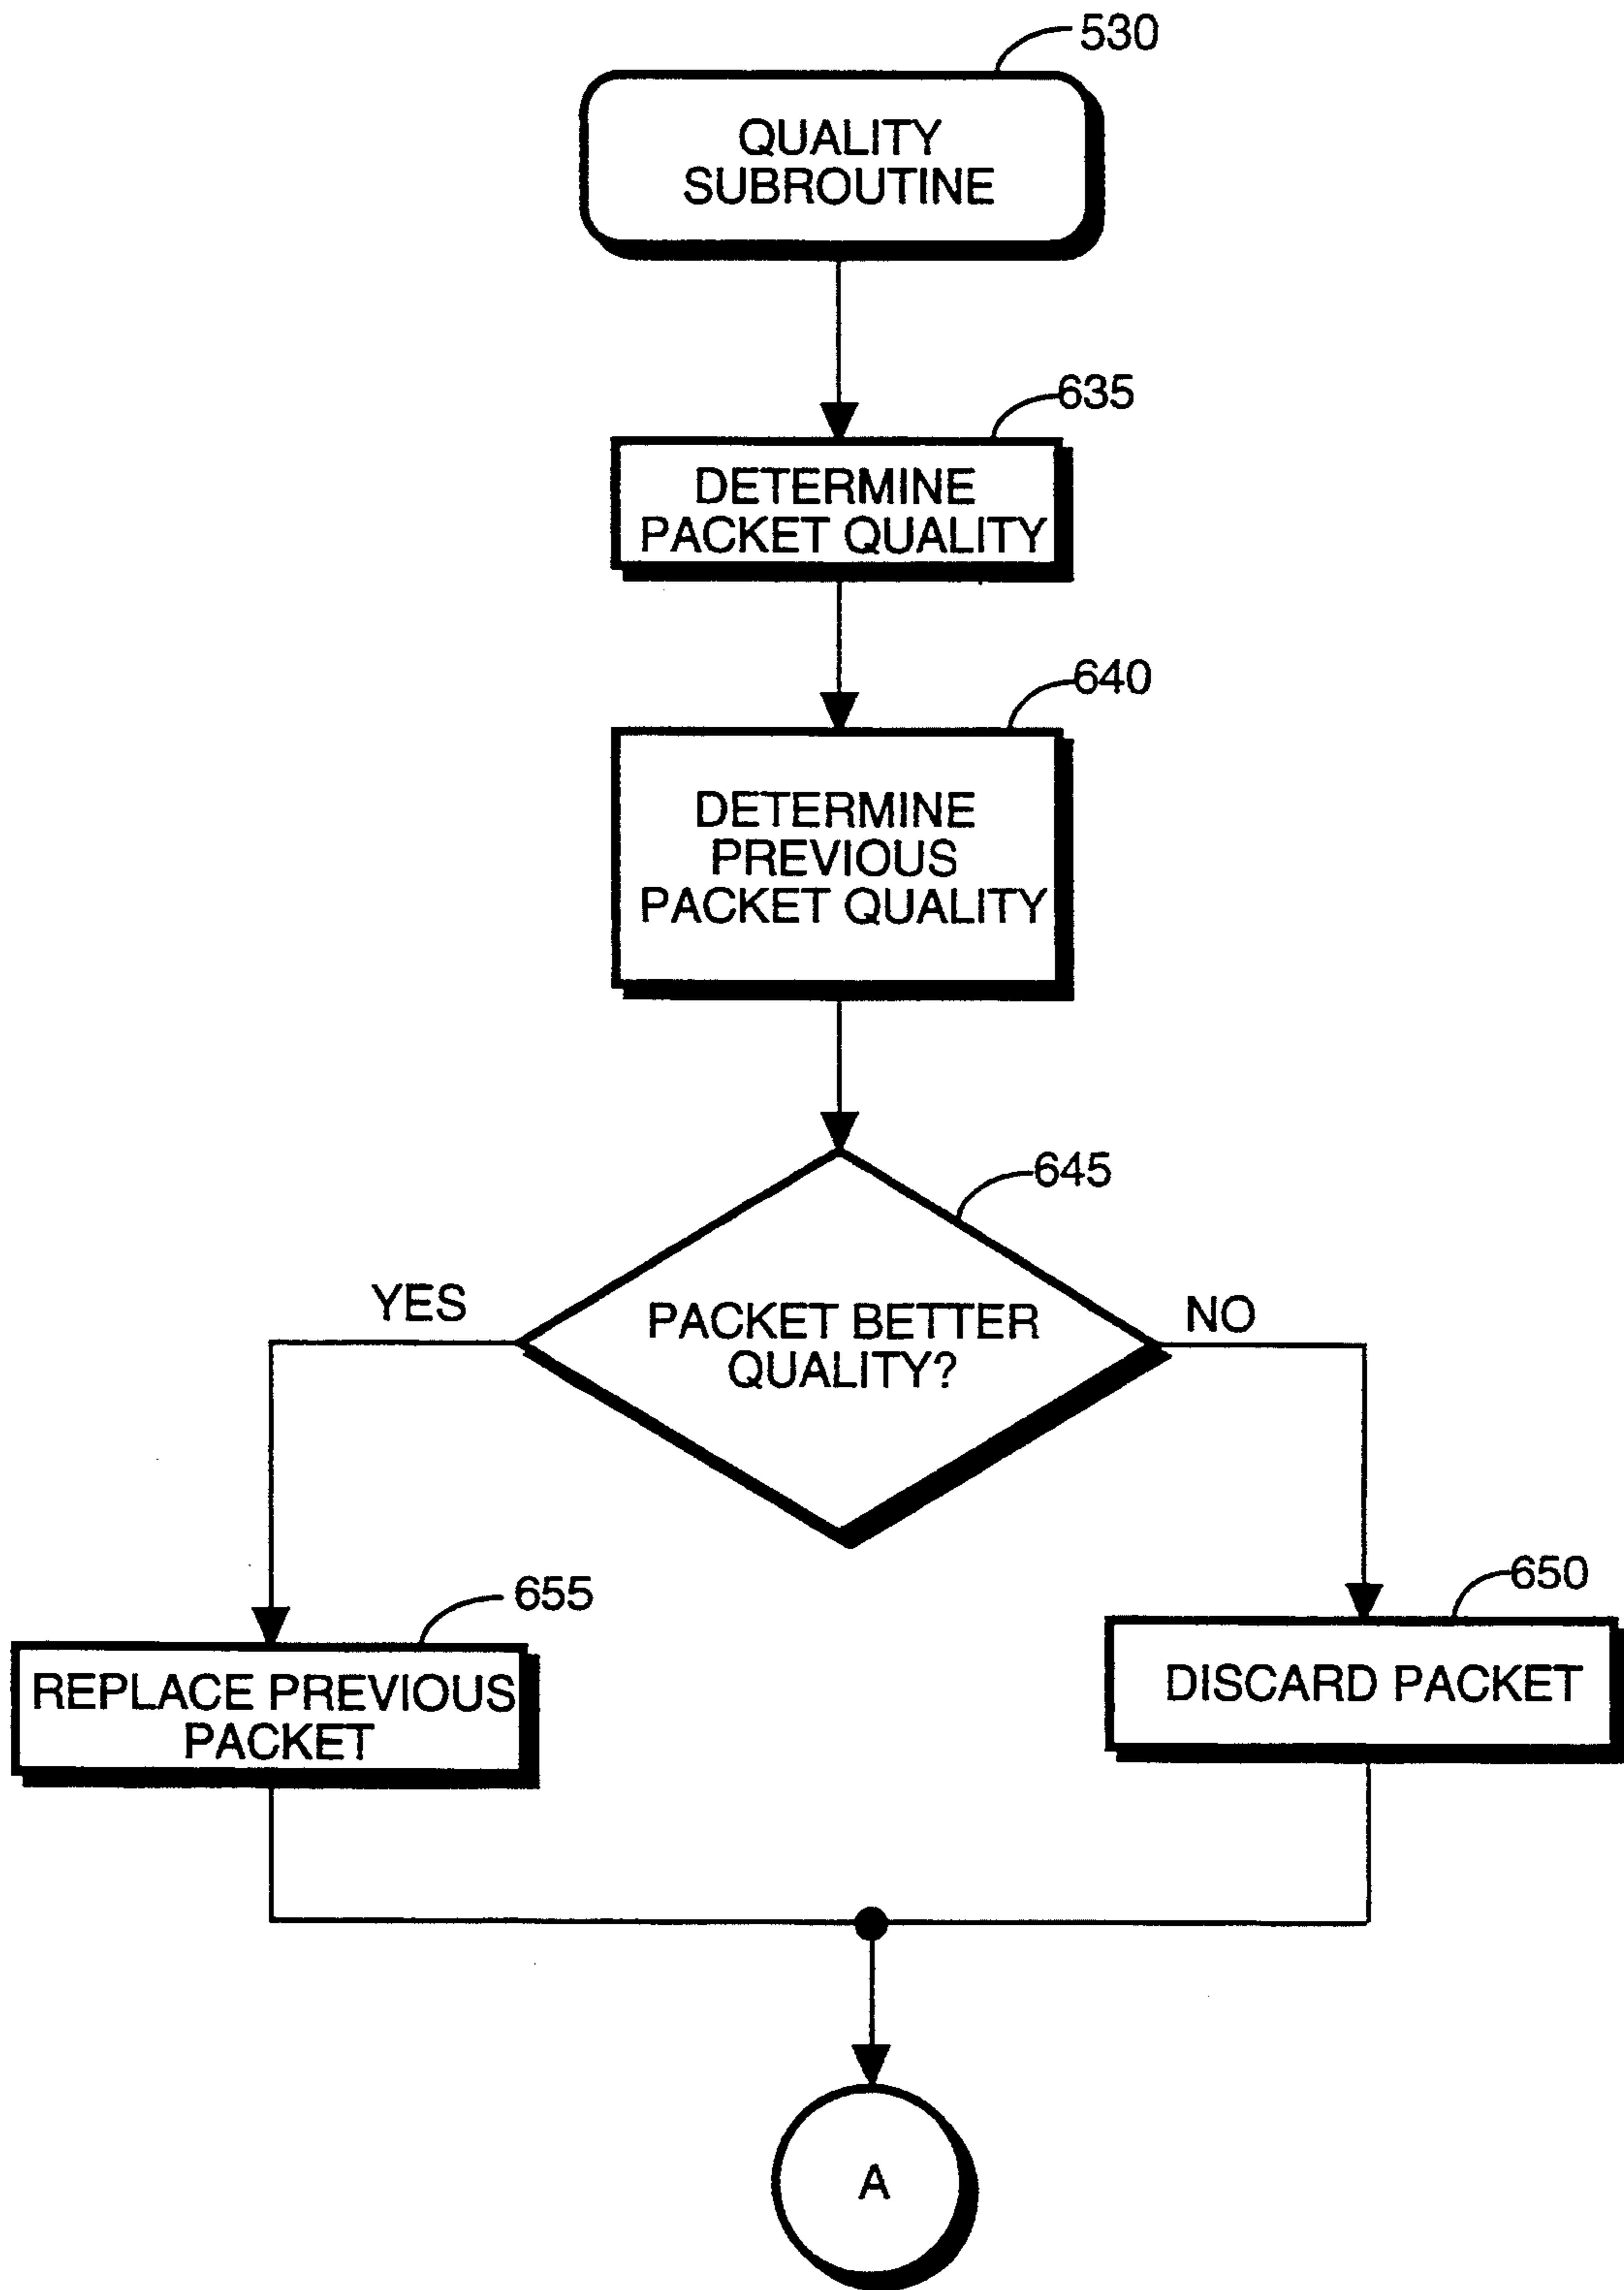 530
QUALITY
SUBROUTINE
635
DETERMINE
PACKET QUALITY
640
DETERMINE
PREVIOUS
PACKET QUALITY
645
YES
PACKET BETTER
QUALITY?
NO
655
REPLACE PREVIOUS
PACKET
650
DISCARD PACKET
A